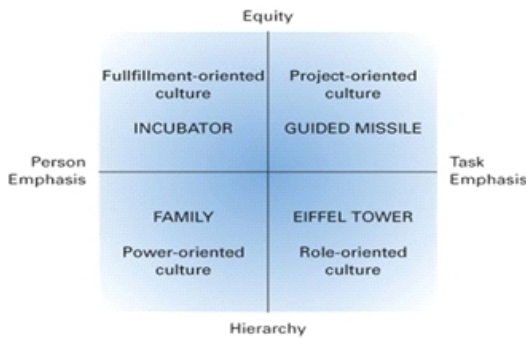 Equity
Fullfillment-oriented
culture
Project-oriented
culture
INCUBATOR
GUIDED MISSILE
Person
Emphasis
Task
Emphasis
FAMILY
EIFFEL TOWER
Power-oriented
culture
Role-oriented
culture
Hierarchy